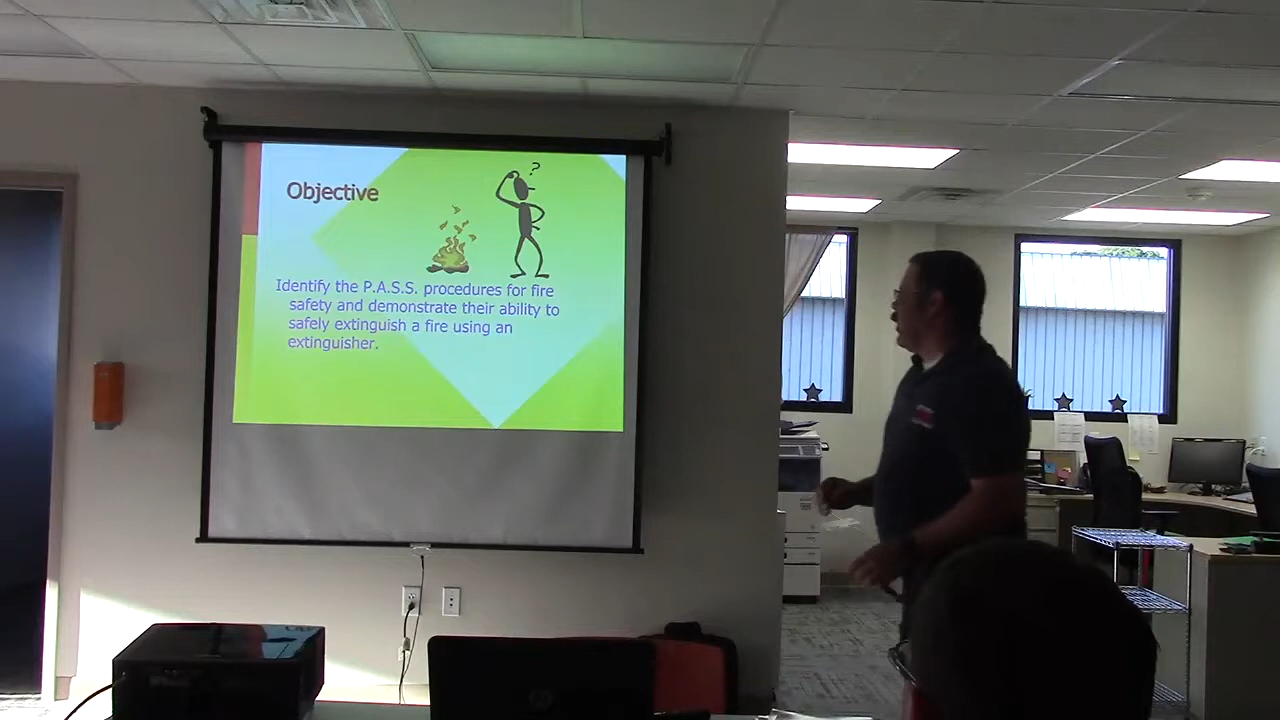 ?
Objective
Identify the P.A.S.S. procedures for fire
safety and demonstrate their ability to
safely extinguish a fire using an
extinguisher.